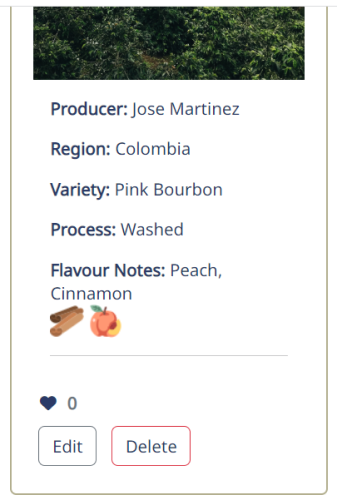 Producer: Jose Martinez
Region: Colombia
Variety: Pink Bourbon
Process: Washed
Flavour Notes: Peach,
Cinnamon
0
Edit
Delete